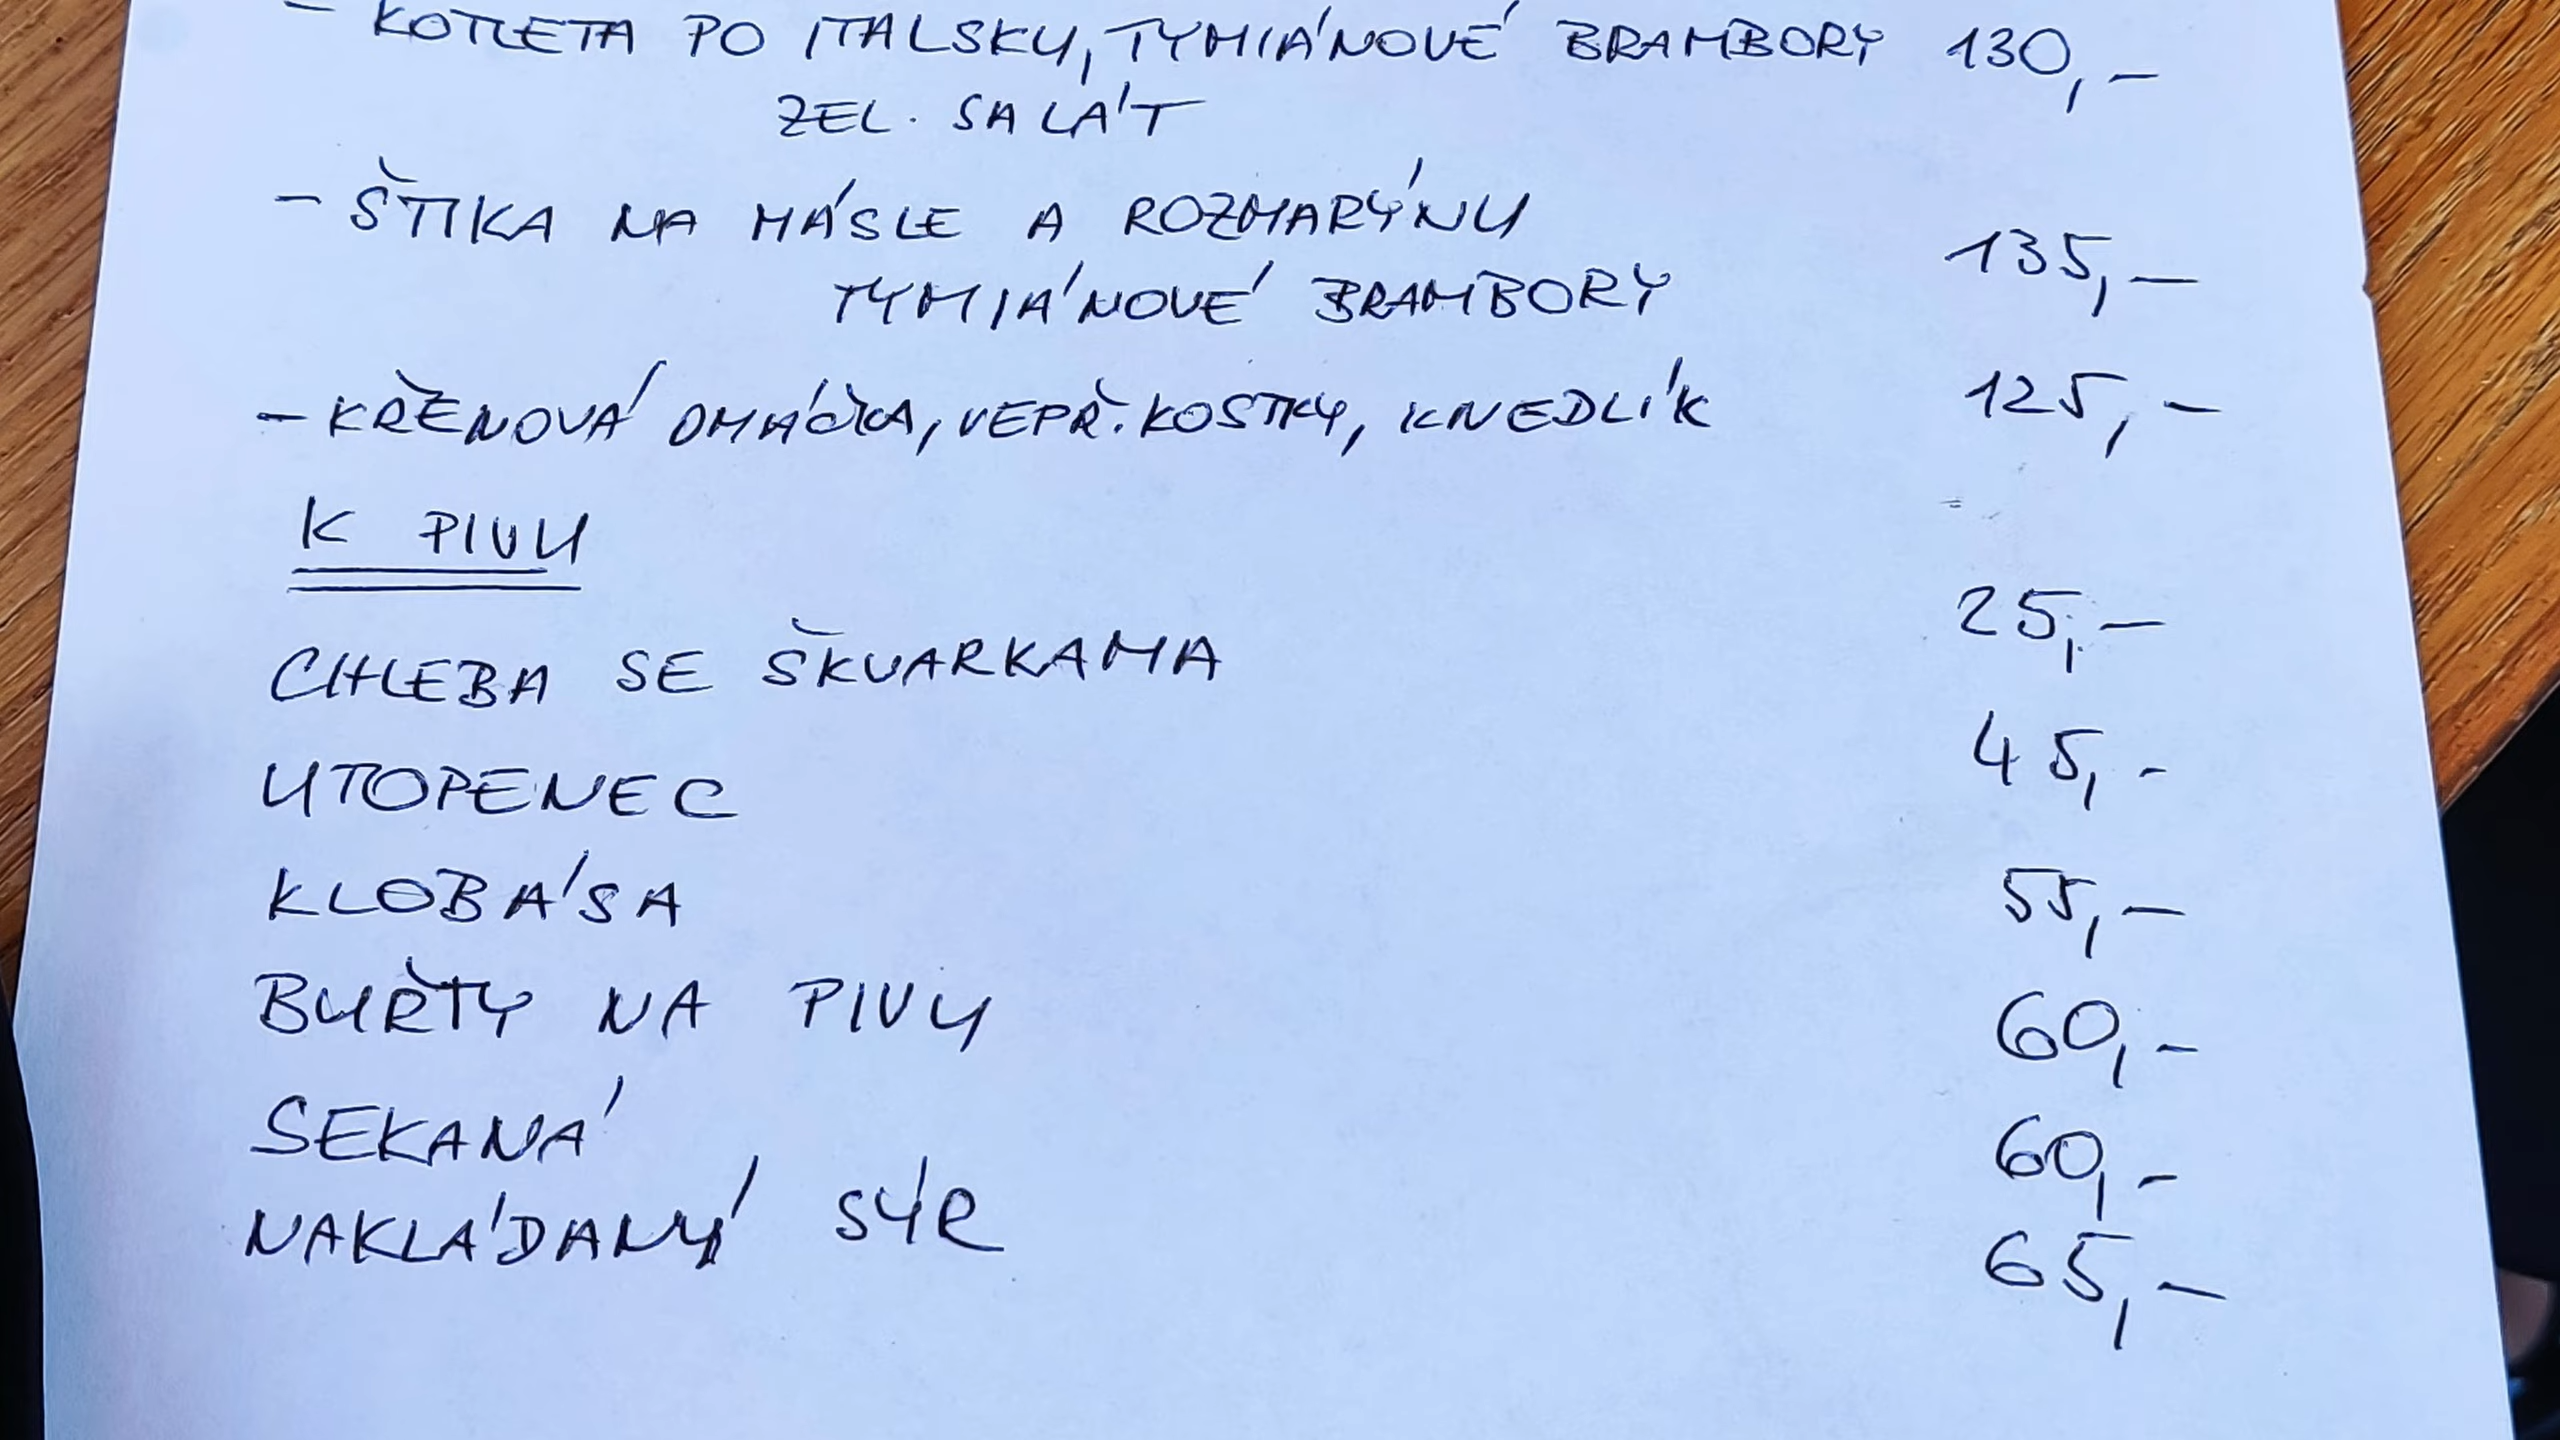 - KOTLETA PO ITALSKU, TYMIÁNOVÉ BRAMBORY 130,-
ZEL. SALÁT
- ŠTIKA NA MÁSLE A ROZMARÝNU
TYMIÁNOVÉ BRAMBORY 135,-
- KŘENOVÁ OMÁČKA, VEPŘ. KOSTKY, KNEDLÍK 125,-
K PIVU
CHLEBA SE ŠKVARKAMA 25,-
UTOPENEC 45,-
KLOBÁSA 55,-
BUŘTY NA PIVU 60,-
SEKANÁ 60,-
NAKLÁDANÝ SÝR 65,-